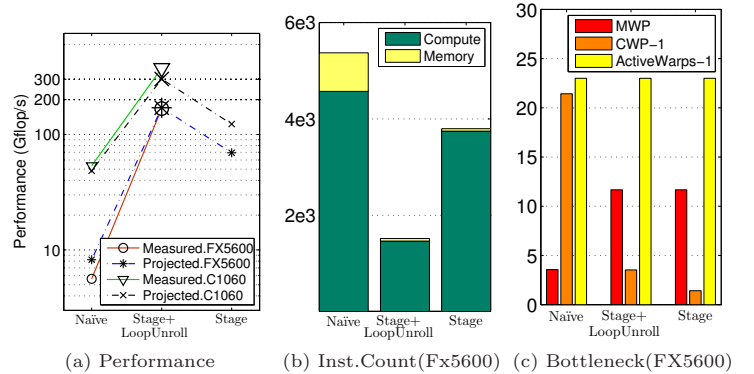 Performance (Gflop/s)
300
200
100
10
Measured.FX5600
Projected.FX5600
Measured.C1060
Projected.C1060
Naïve
Stage+
LoopUnroll
Stage
(a) Performance
6e3
4e3
2e3
Compute
Memory
Naïve
Stage+
LoopUnroll
Stage
(b) Inst.Count(Fx5600)
30
25
20
15
10
5
0
MWP
CWP-1
ActiveWarps-1
Naïve
Stage+
LoopUnroll
Stage
(c) Bottleneck(FX5600)